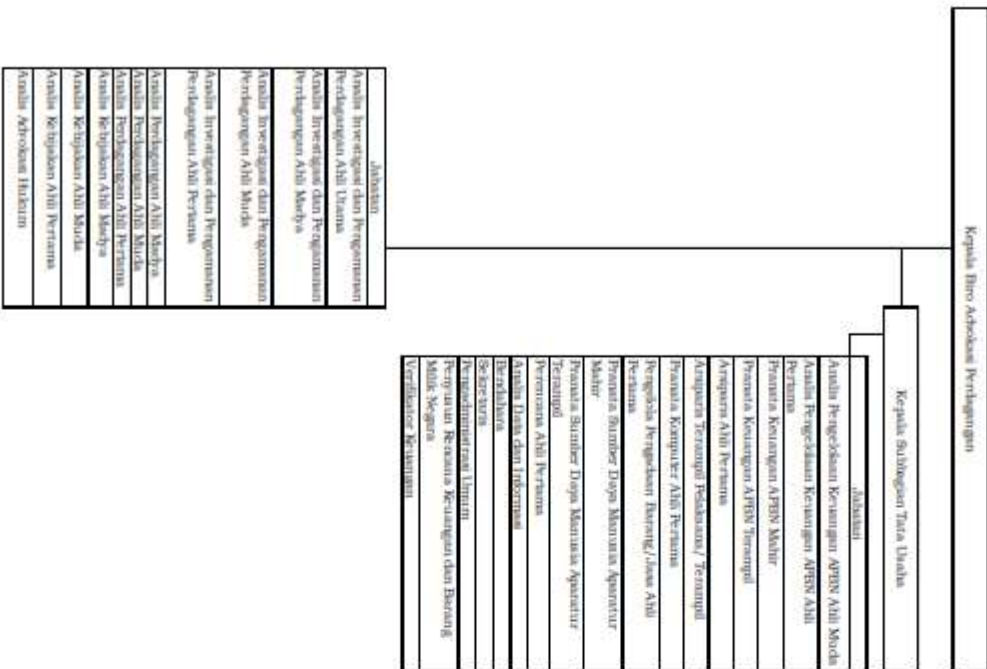 Kepala Biro Advokasi Perdagangan
Kepala Subbagian Tata Usaha
Jabatan
Analis Pengelolaan Keuangan APBN Ahli Muda
Analis Pengelolaan Keuangan APBN Ahli
Pertama
Pranata Keuangan APBN Mahir
Pranata Keuangan APBN Terampil
Arsiparis Ahli Pertama
Arsiparis Terampil Pelaksana/ Terampil
Pranata Komputer Ahli Pertama
Pengelola Pengadaan Barang/Jasa Ahli
Pertama
Pranata Sumber Daya Manusia Aparatur
Mahir
Pranata Sumber Daya Manusia Aparatur
Terampil
Perencana Ahli Pertama
Analis Data dan Informasi
Bendahara
Sekretaris
Pengadministrasi Umum
Penyusun Rencana Keuangan dan Barang
Milik Negara
Verifikator Keuangan
Jabatan
Analis Investigasi dan Pengamanan
Perdagangan Ahli Utama
Analis Investigasi dan Pengamanan
Perdagangan Ahli Madya
Analis Investigasi dan Pengamanan
Perdagangan Ahli Muda
Analis Investigasi dan Pengamanan
Perdagangan Ahli Pertama
Analis Perdagangan Ahli Madya
Analis Perdagangan Ahli Muda
Analis Perdagangan Ahli Pertama
Analis Kebijakan Ahli Madya
Analis Kebijakan Ahli Muda
Analis Kebijakan Ahli Pertama
Analis Advokasi Hukum